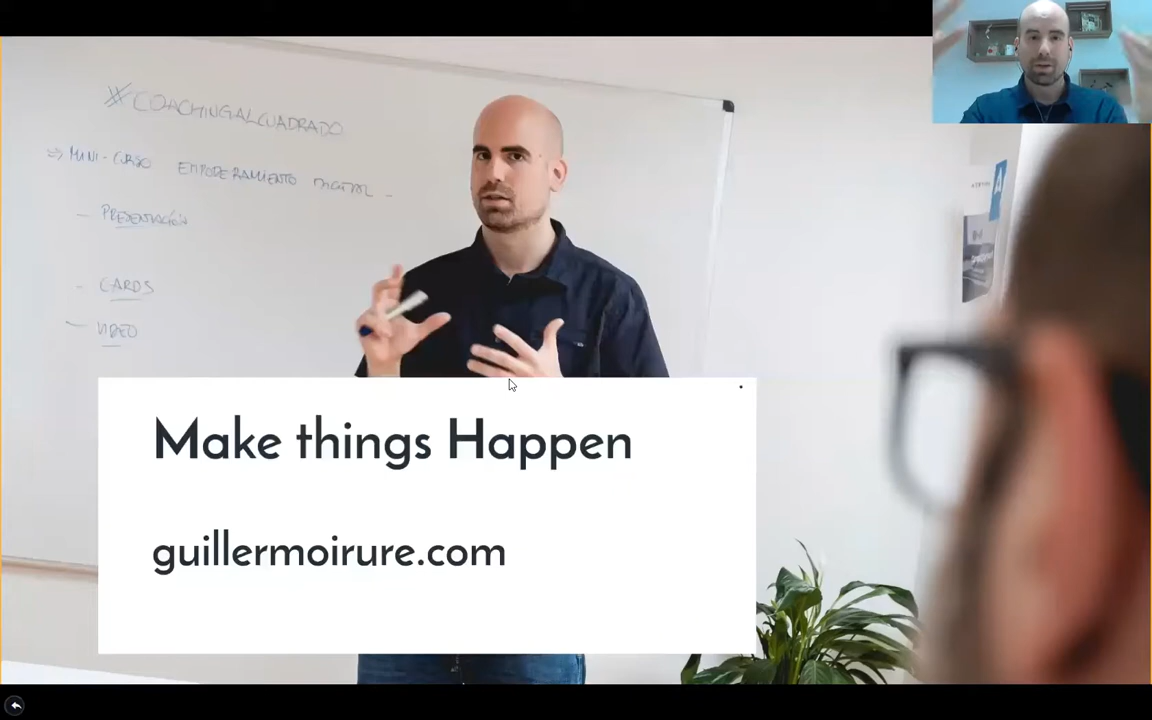 #COACHINGALCUADRADO
⇒ MINI-CURSO EMPODERAMIENTO DIGITAL -
- PRESENTACIÓN
- CARDS
- VIDEO
A
Make things Happen
guillermoirure.com